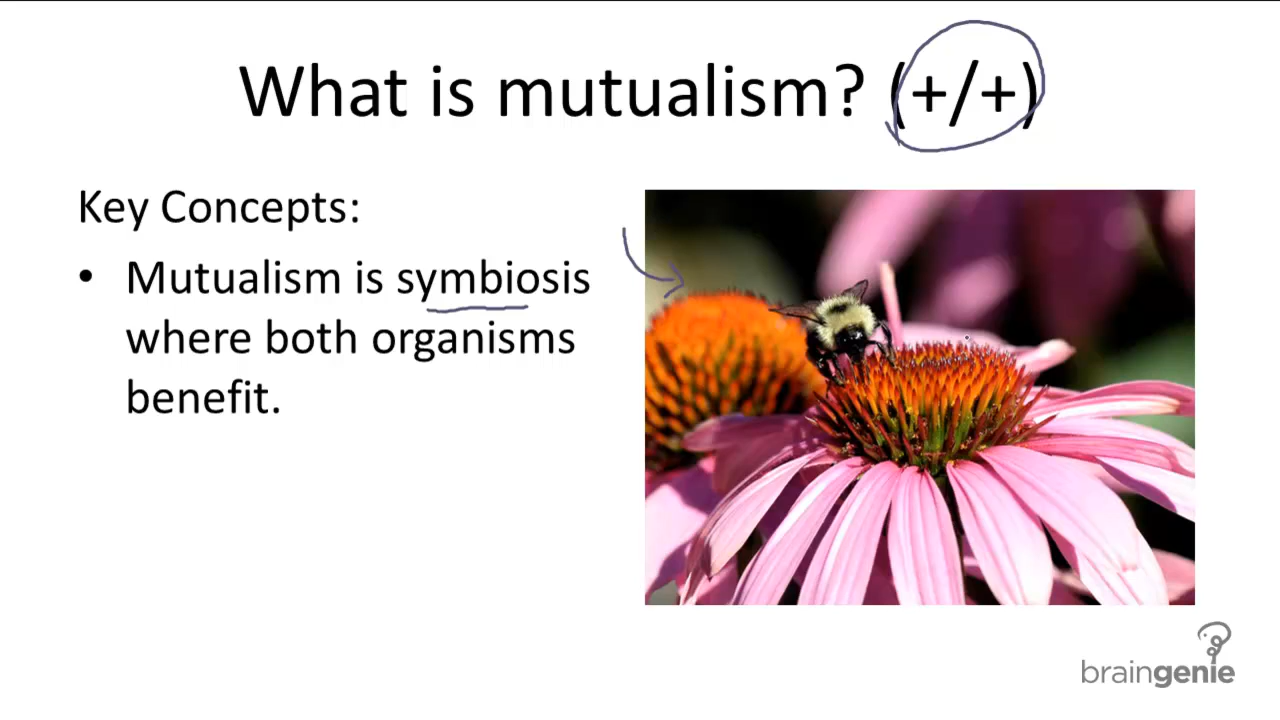 What is mutualism? (+/+)
Key Concepts:
• Mutualism is symbiosis
where both organisms
benefit.
braingenie